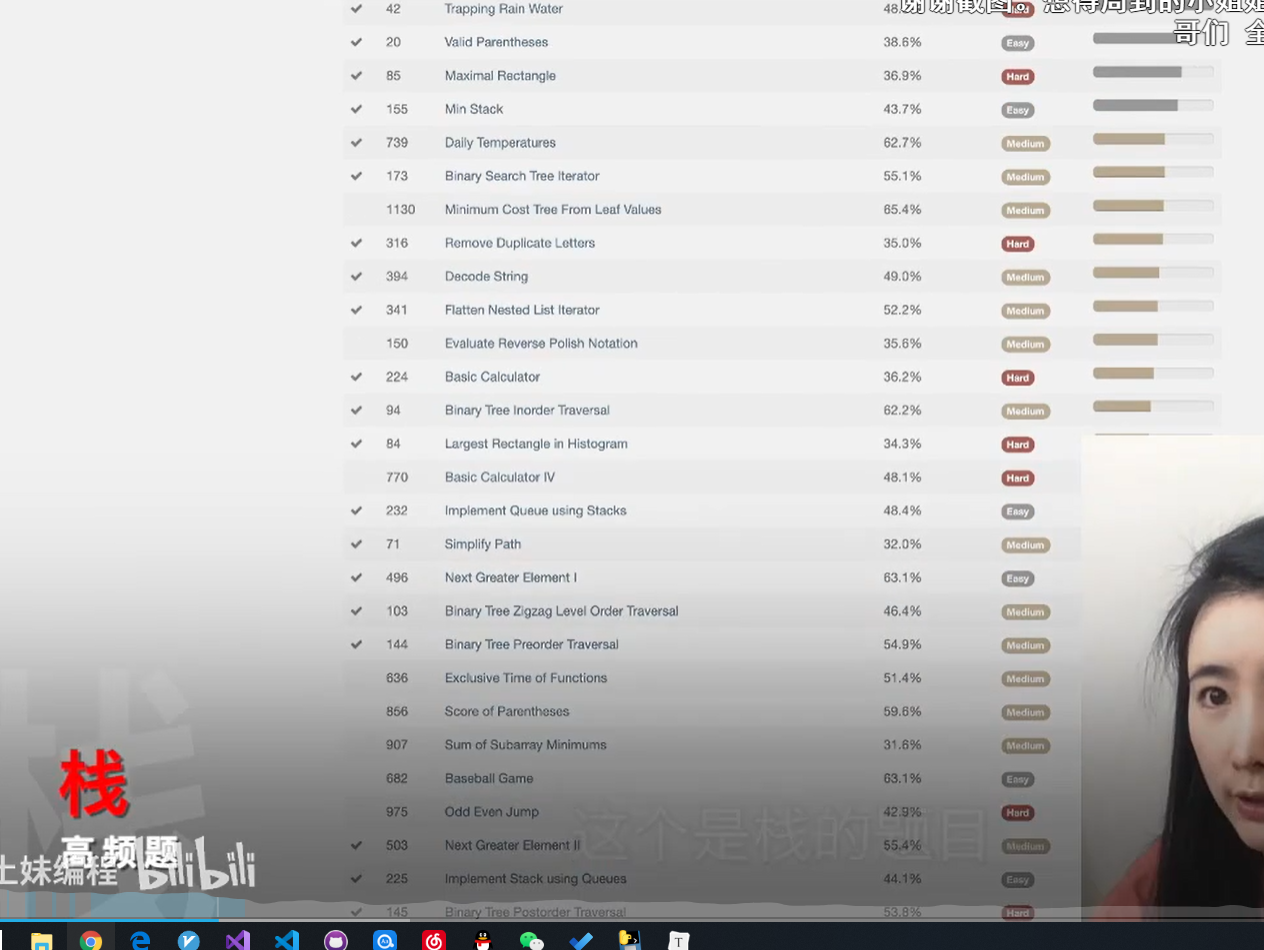 谢谢截图。想得周到的小姐姐
哥们 全
✓ 42 Trapping Rain Water 48. Hard
✓ 20 Valid Parentheses 38.6% Easy
✓ 85 Maximal Rectangle 36.9% Hard
✓ 155 Min Stack 43.7% Easy
✓ 739 Daily Temperatures 62.7% Medium
✓ 173 Binary Search Tree Iterator 55.1% Medium
1130 Minimum Cost Tree From Leaf Values 65.4% Medium
✓ 316 Remove Duplicate Letters 35.0% Hard
✓ 394 Decode String 49.0% Medium
✓ 341 Flatten Nested List Iterator 52.2% Medium
150 Evaluate Reverse Polish Notation 35.6% Medium
✓ 224 Basic Calculator 36.2% Hard
✓ 94 Binary Tree Inorder Traversal 62.2% Medium
✓ 84 Largest Rectangle in Histogram 34.3% Hard
770 Basic Calculator IV 48.1% Hard
✓ 232 Implement Queue using Stacks 48.4% Easy
✓ 71 Simplify Path 32.0% Medium
✓ 496 Next Greater Element I 63.1% Easy
✓ 103 Binary Tree Zigzag Level Order Traversal 46.4% Medium
✓ 144 Binary Tree Preorder Traversal 54.9% Medium
636 Exclusive Time of Functions 51.4% Medium
856 Score of Parentheses 59.6% Medium
907 Sum of Subarray Minimums 31.6% Medium
682 Baseball Game 63.1% Easy
975 Odd Even Jump 42.9% Hard
✓ 503 Next Greater Element II 55.4% Medium
✓ 225 Implement Stack using Queues 44.1% Easy
✓ 145 Binary Tree Postorder Traversal 53.8% Hard
栈
高频题
土妹编程 bilibili
这个是栈的题目
T